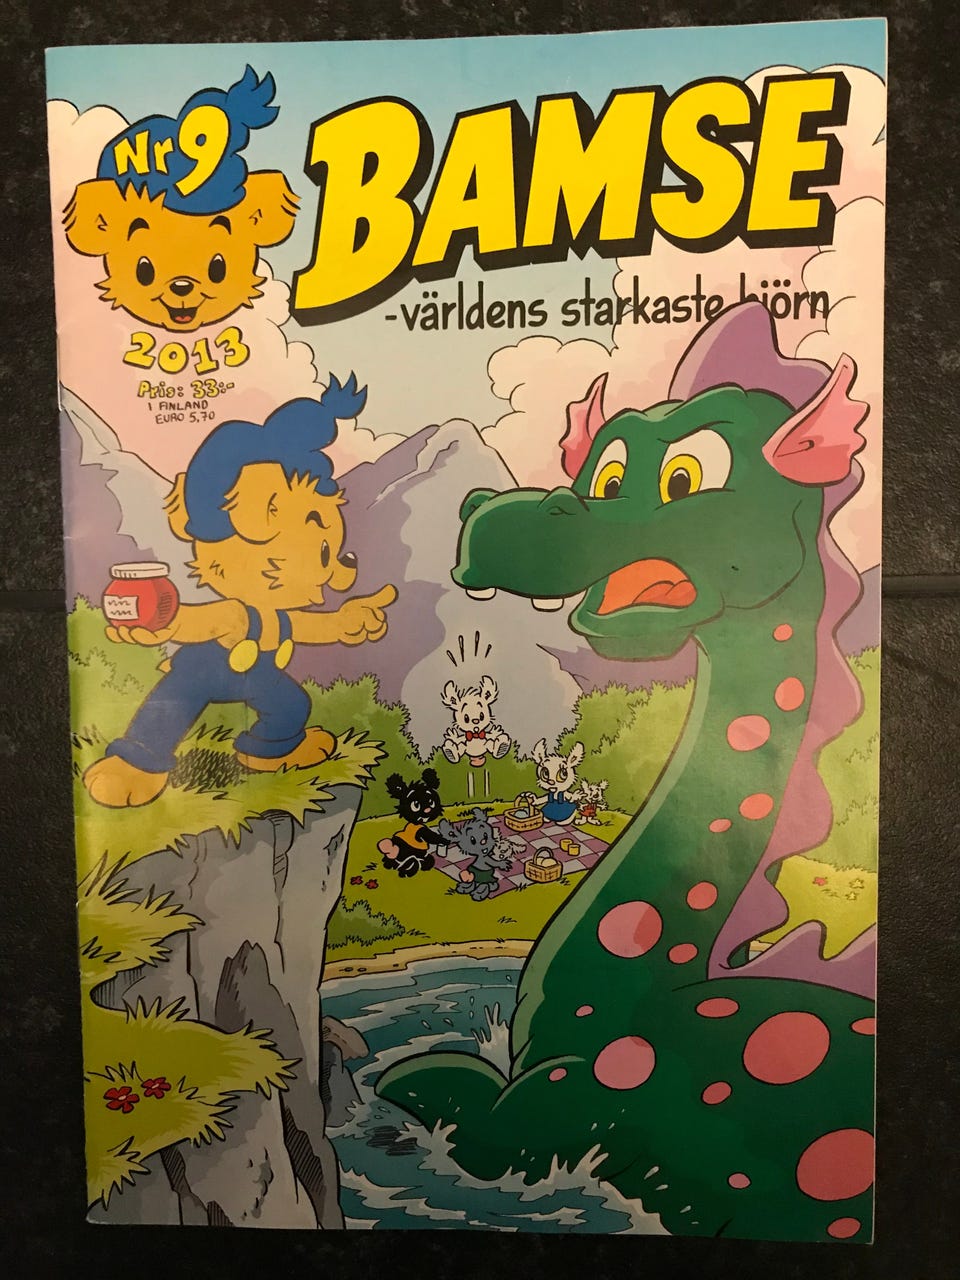 Nr 9
BAMSE
-världens starkaste björn
2013
Pris: 33:-
I FINLAND
EURO 5,70